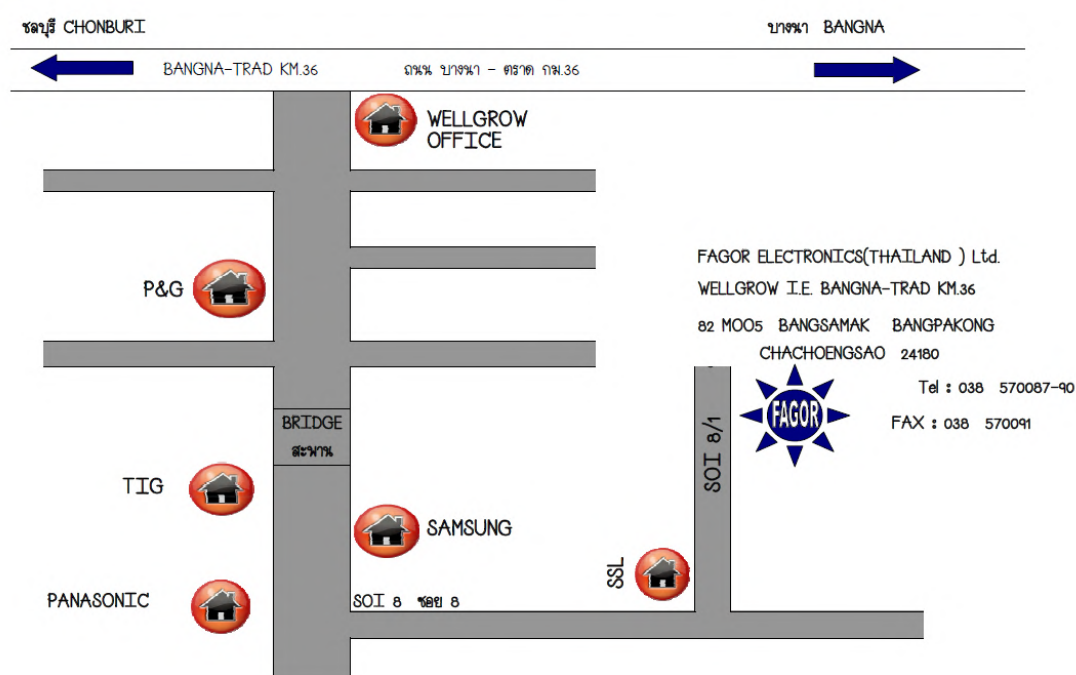 ชลบุรี CHONBURI
บางนา BANGNA
BANGNA-TRAD KM.36 ถนน บางนา - ตราด กม.36
WELLGROW
OFFICE
P&G
FAGOR ELECTRONICS(THAILAND ) Ltd.
WELLGROW I.E. BANGNA-TRAD KM.36
82 MOO5 BANGSAMAK BANGPAKONG
CHACHOENGSAO 24180
Tel : 038 570087-90
FAX : 038 570091
FAGOR
SOI 8/1
BRIDGE
สะพาน
TIG
SAMSUNG
SSL
PANASONIC
SOI 8 ซอย 8